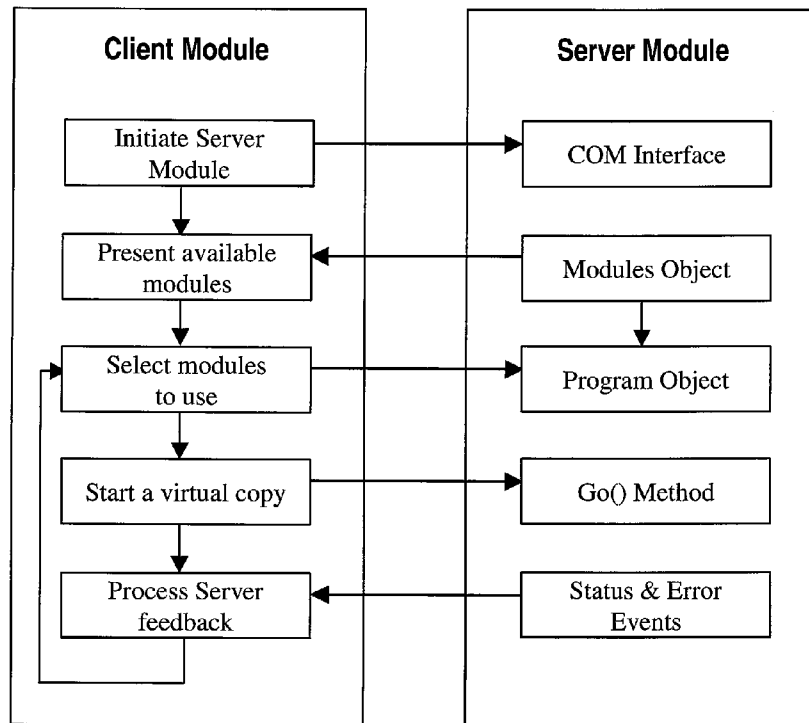 Client Module
Initiate Server
Module
Present available
modules
Select modules
to use
Start a virtual copy
Process Server
feedback
Server Module
COM Interface
Modules Object
Program Object
Go() Method
Status & Error
Events